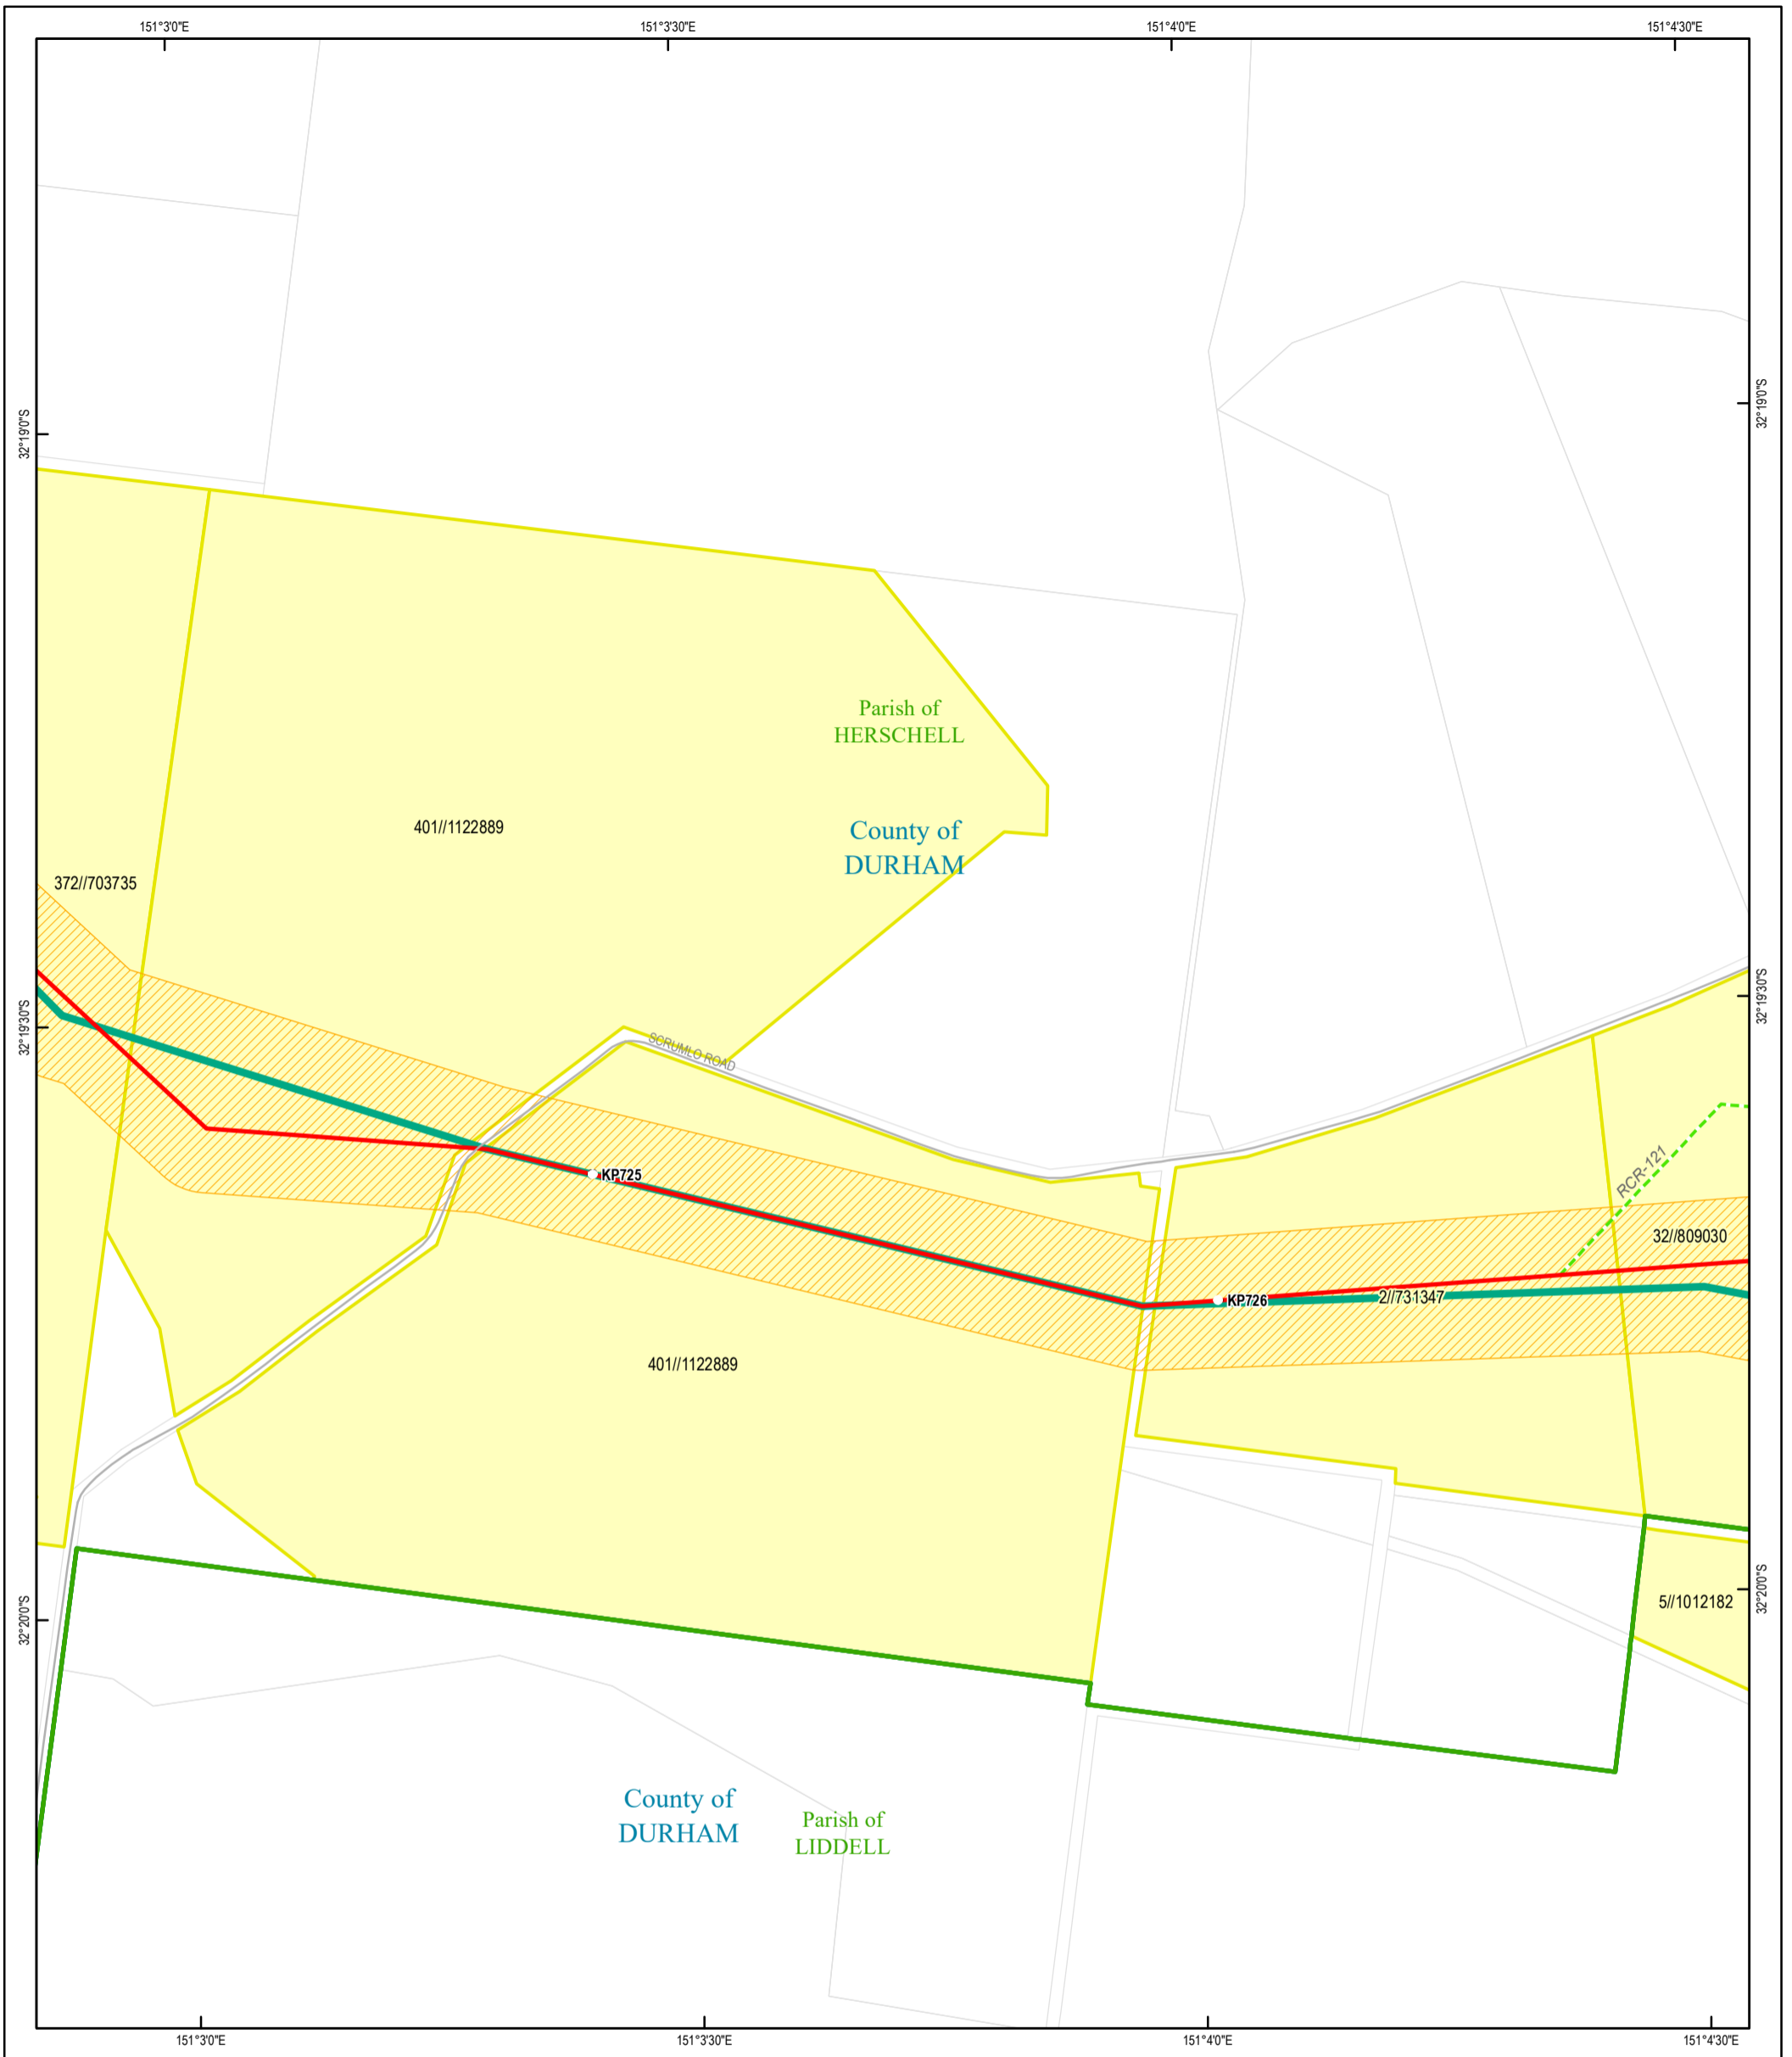 151°3'0"E
151°3'30"E
151°4'0"E
151°4'30"E
32°19'0"S
32°19'0"S
Parish of
HERSCHELL
401//1122889
County of
DURHAM
372//703735
32°19'30"S
32°19'30"S
SCRUMLO ROAD
RCR-121
KP725
32//809030
KP726
2//731347
401//1122889
32°20'0"S
32°20'0"S
5//1012182
County of
DURHAM
Parish of
LIDDELL
151°3'0"E
151°3'30"E
151°4'0"E
151°4'30"E